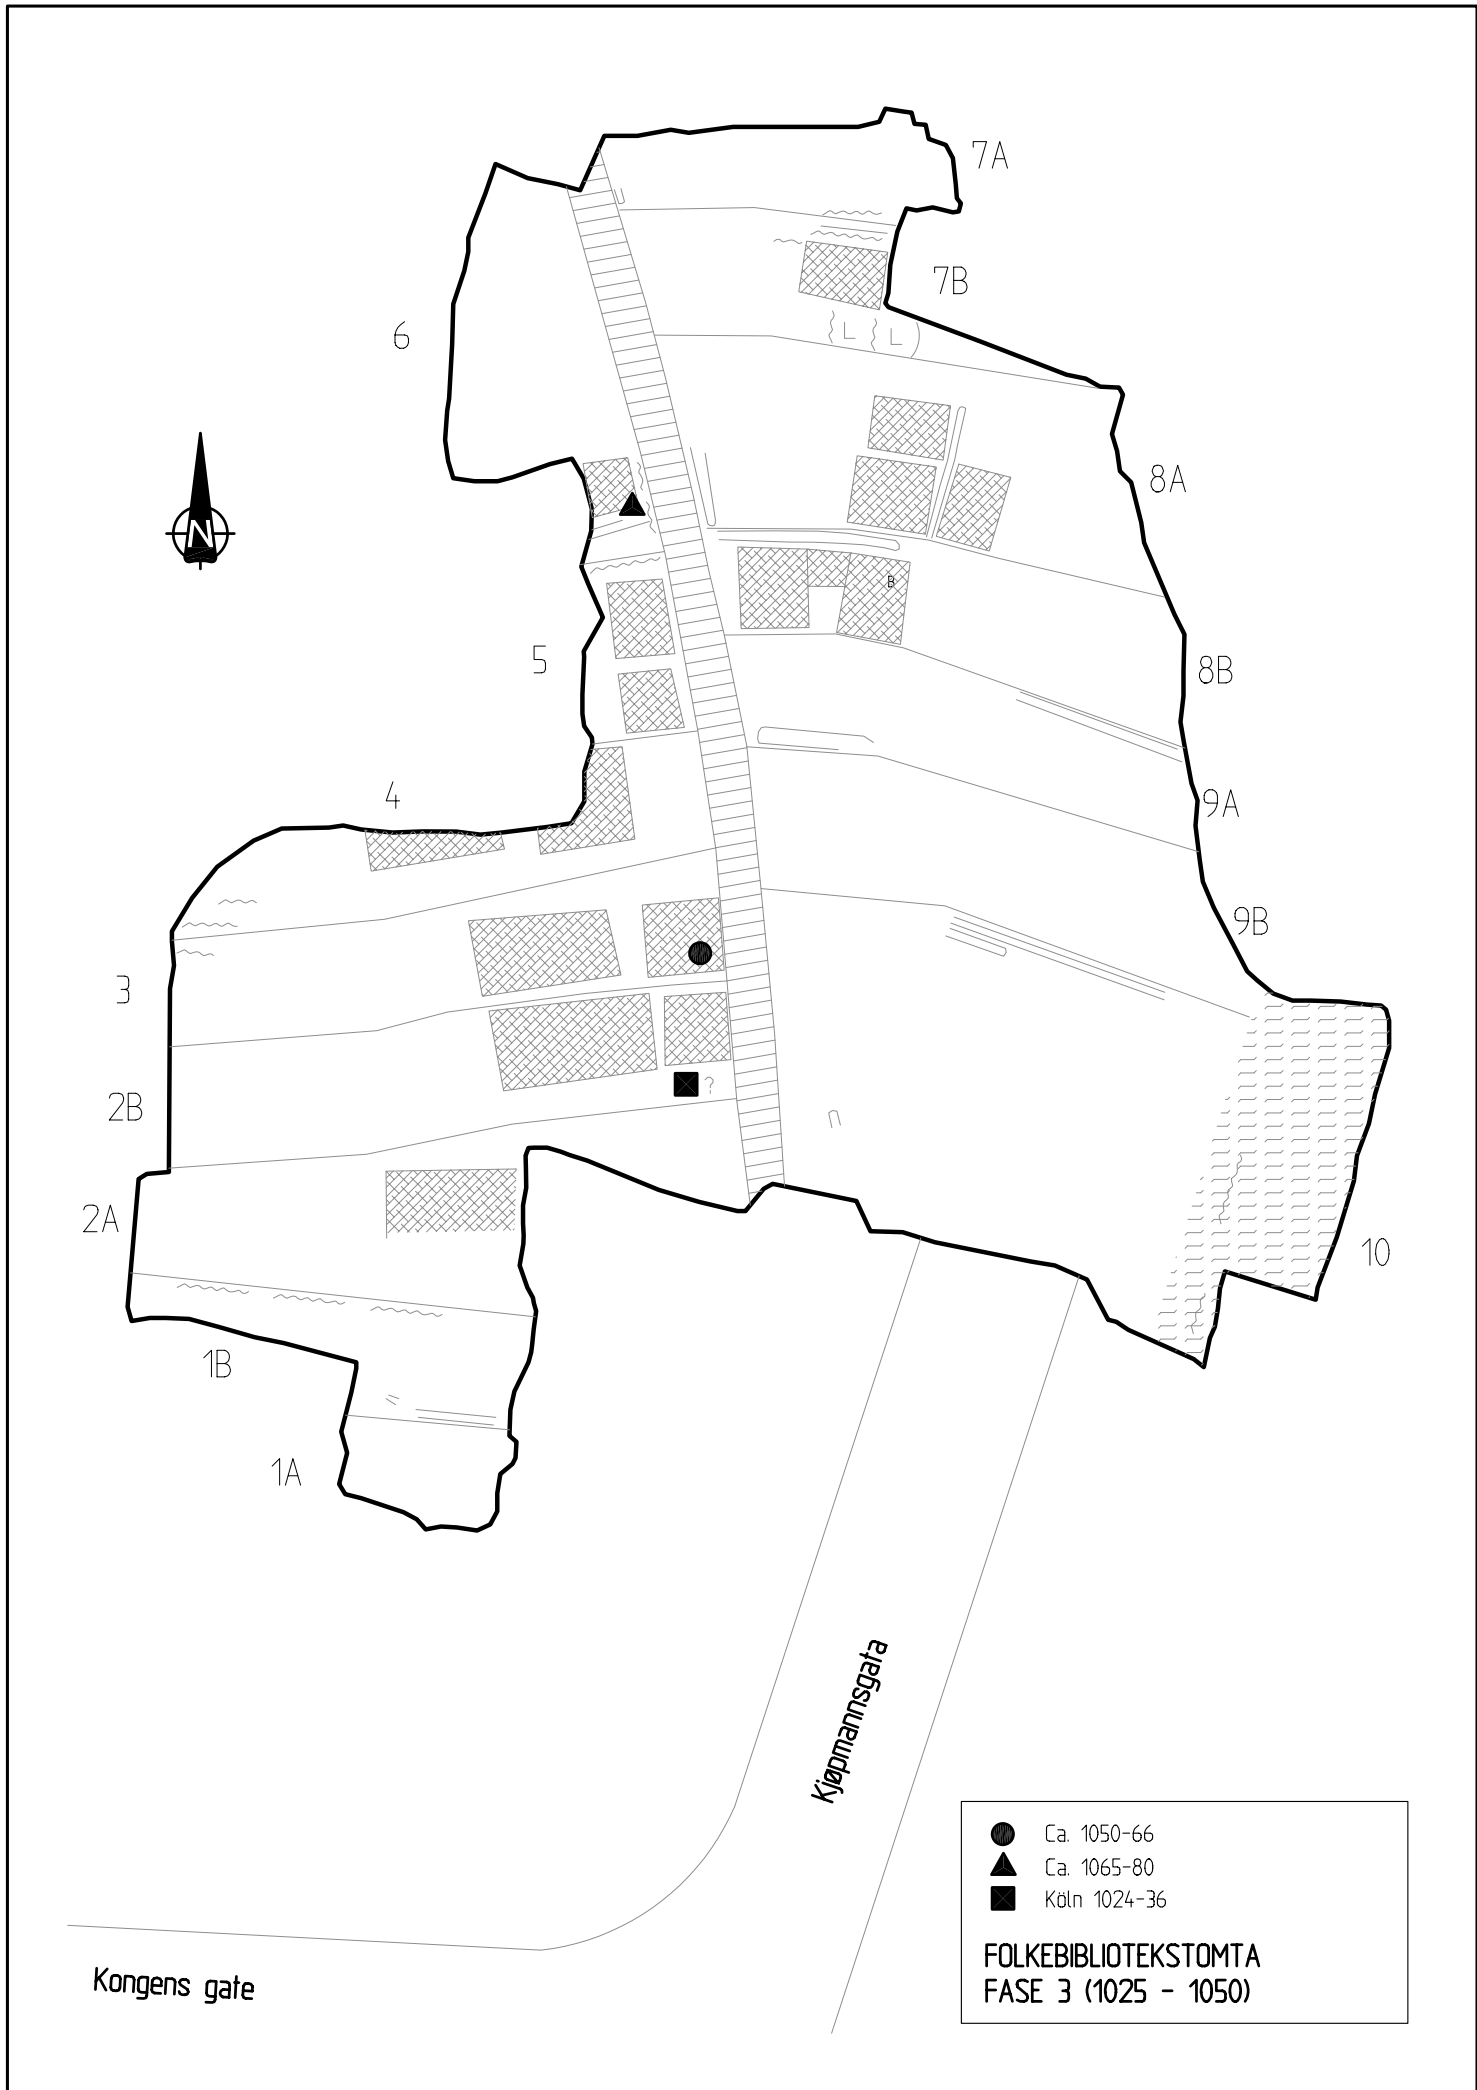 7A
7B
6
8A
N
B
5
8B
4
9A
9B
3
?
2B
2A
10
1B
1A
Kjøpmannsgata
Ca. 1050-66
Ca. 1065-80
Köln 1024-36
FOLKEBIBLIOTEKSTOMTA
FASE 3 (1025 - 1050)
Kongens gate